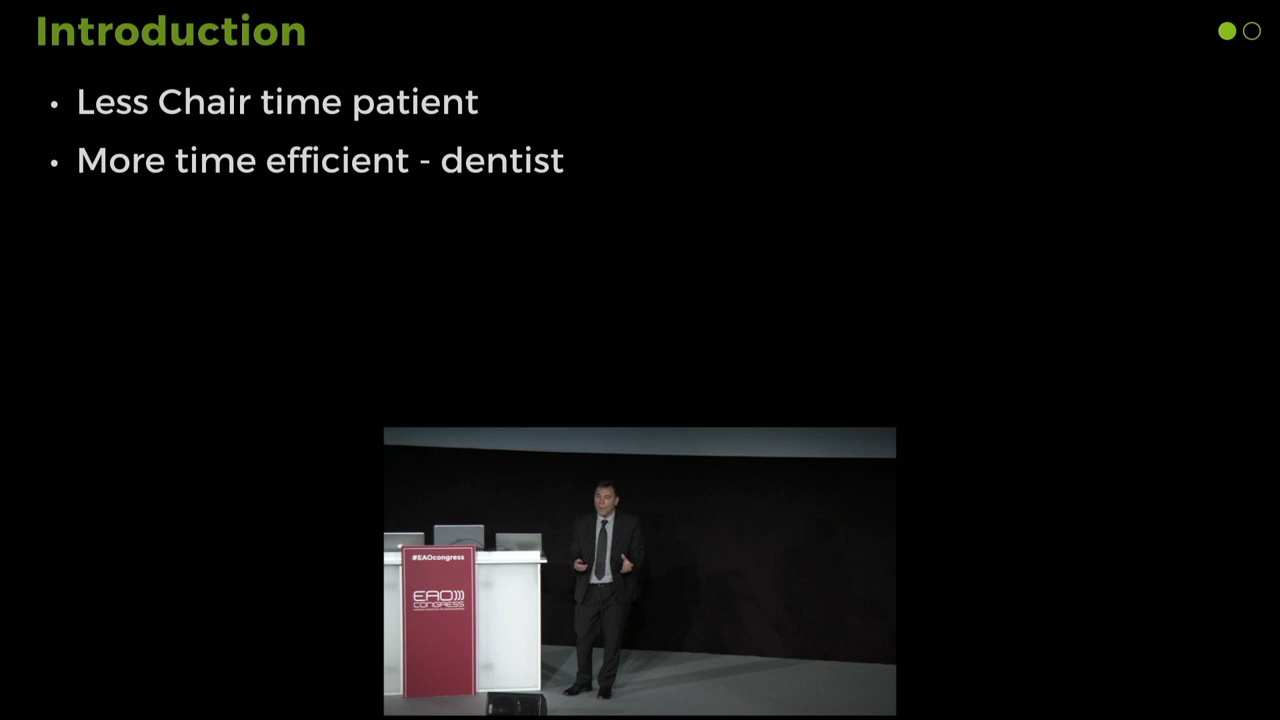 Introduction
• Less Chair time patient
• More time efficient - dentist
#EAOcongress
EAO)))
CONGRESS